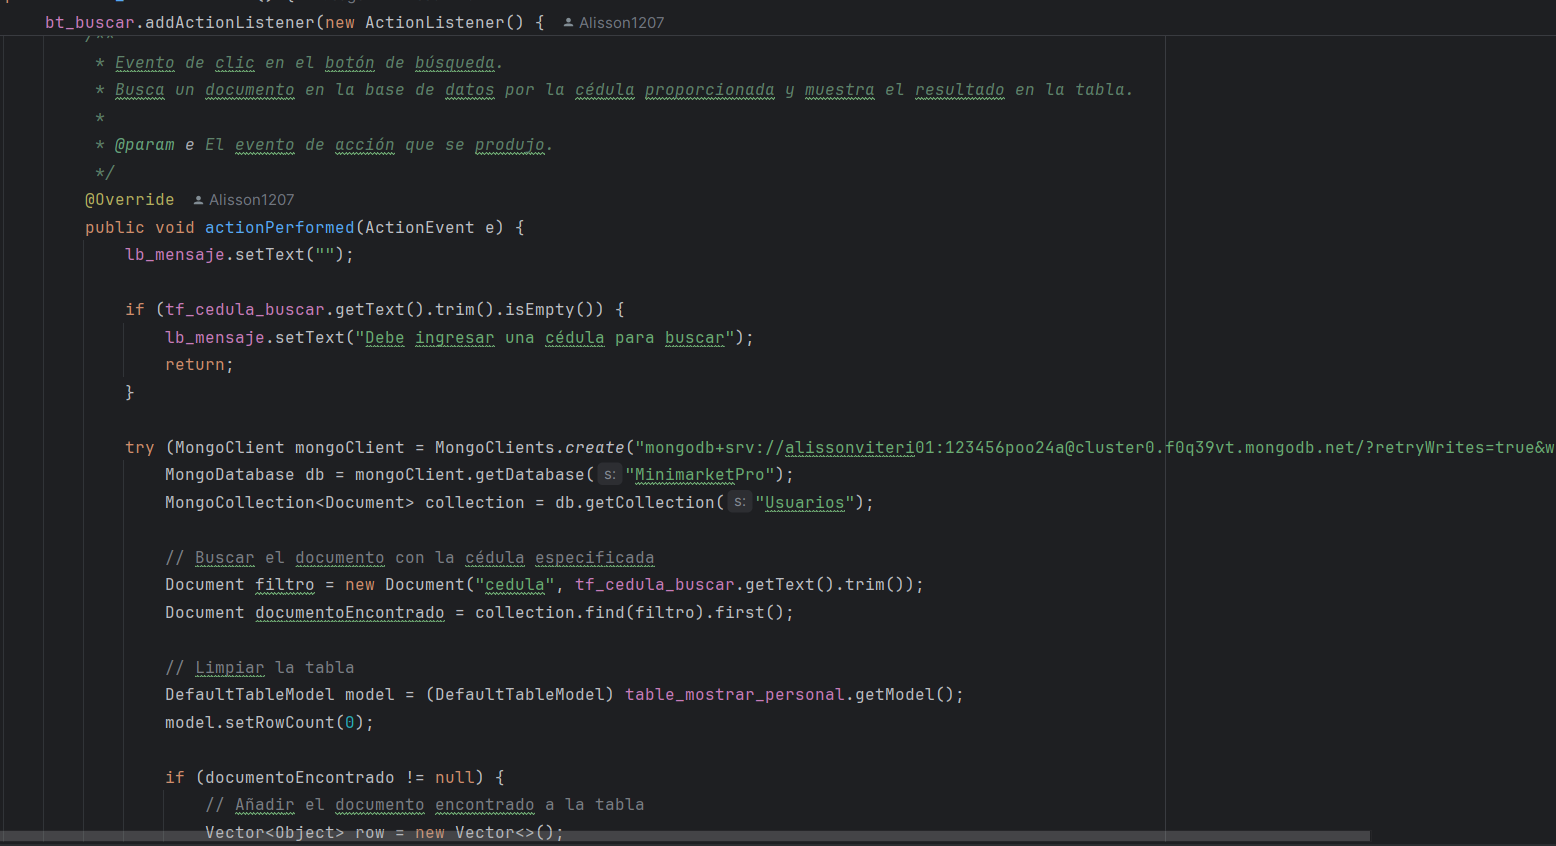 bt_buscar.addActionListener(new ActionListener() { Alisson1207
/**
* Evento de clic en el botón de búsqueda.
* Busca un documento en la base de datos por la cédula proporcionada y muestra el resultado en la tabla.
*
* @param e El evento de acción que se produjo.
*/
@Override Alisson1207
public void actionPerformed(ActionEvent e) {
lb_mensaje.setText("");
if (tf_cedula_buscar.getText().trim().isEmpty()) {
lb_mensaje.setText("Debe ingresar una cédula para buscar");
return;
}
try (MongoClient mongoClient = MongoClients.create("mongodb+srv://alissonviteri01:123456poo24a@cluster0.f0q39vt.mongodb.net/?retryWrites=true&w
MongoDatabase db = mongoClient.getDatabase( s: "MinimarketPro");
MongoCollection<Document> collection = db.getCollection( s: "Usuarios");
// Buscar el documento con la cédula especificada
Document filtro = new Document("cedula", tf_cedula_buscar.getText().trim());
Document documentoEncontrado = collection.find(filtro).first();
// Limpiar la tabla
DefaultTableModel model = (DefaultTableModel) table_mostrar_personal.getModel();
model.setRowCount(0);
if (documentoEncontrado != null) {
// Añadir el documento encontrado a la tabla
Vector<Object> row = new Vector<>();